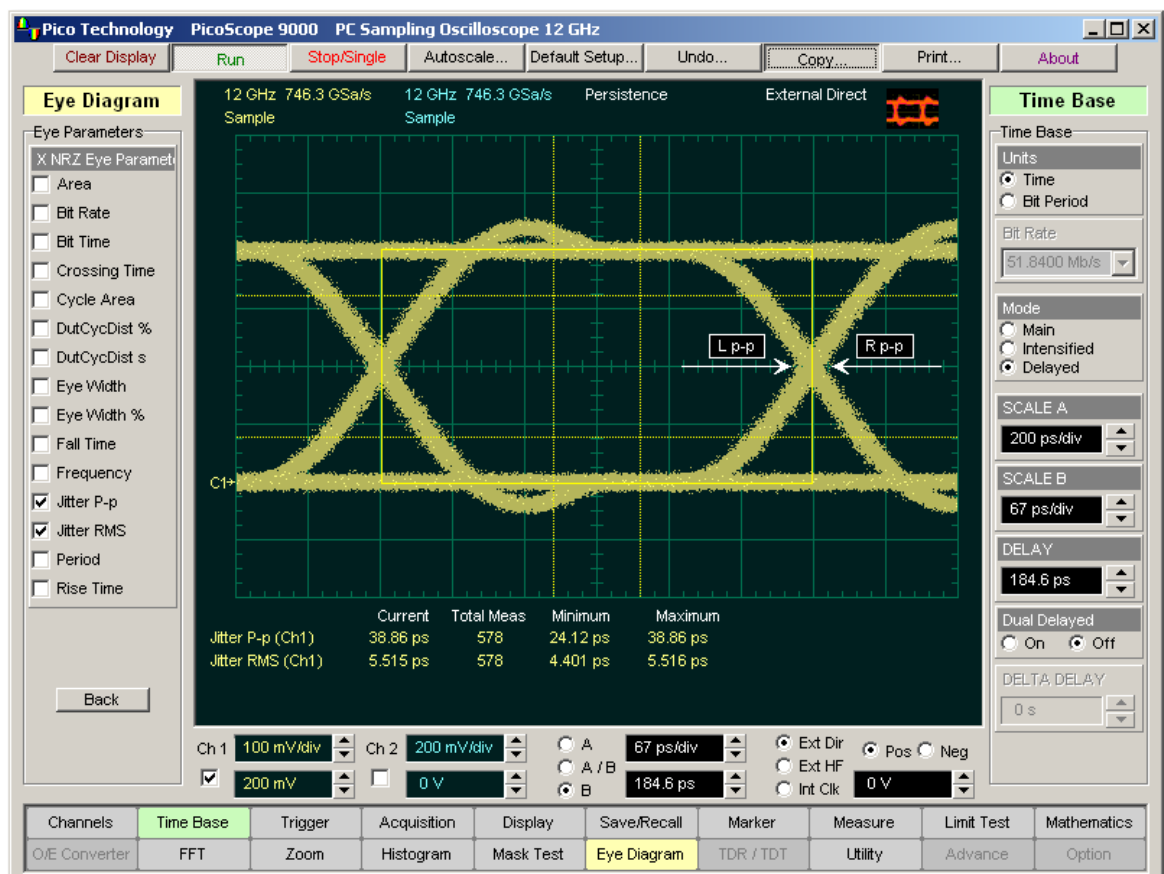 Pico Technology PicoScope 9000 PC Sampling Oscilloscope 12 GHz
Clear Display Run Stop/Single Autoscale... Default Setup... Undo... Copy... Print... About
Eye Diagram
Eye Parameters
X NRZ Eye Paramet
Area
Bit Rate
Bit Time
Crossing Time
Cycle Area
DutCycDist %
DutCycDist s
Eye Width
Eye Width %
Fall Time
Frequency
Jitter P-p
Jitter RMS
Period
Rise Time
Back
12 GHz 746.3 GSa/s 12 GHz 746.3 GSa/s Persistence External Direct
Sample Sample
L p-p R p-p
C1
Current Total Meas Minimum Maximum
Jitter P-p (Ch1) 38.86 ps 578 24.12 ps 38.86 ps
Jitter RMS (Ch1) 5.515 ps 578 4.401 ps 5.516 ps
Time Base
Time Base
Units
Time
Bit Period
Bit Rate
51.8400 Mb/s
Mode
Main
Intensified
Delayed
SCALE A
200 ps/div
SCALE B
67 ps/div
DELAY
184.6 ps
Dual Delayed
On Off
DELTA DELAY
0 s
Ch 1 100 mV/div Ch 2 200 mV/div A 67 ps/div Ext Dir Pos Neg
A / B Ext HF
200 mV 0 V B 184.6 ps Int Clk 0 V
Channels Time Base Trigger Acquisition Display Save/Recall Marker Measure Limit Test Mathematics
O/E Converter FFT Zoom Histogram Mask Test Eye Diagram TDR / TDT Utility Advance Option